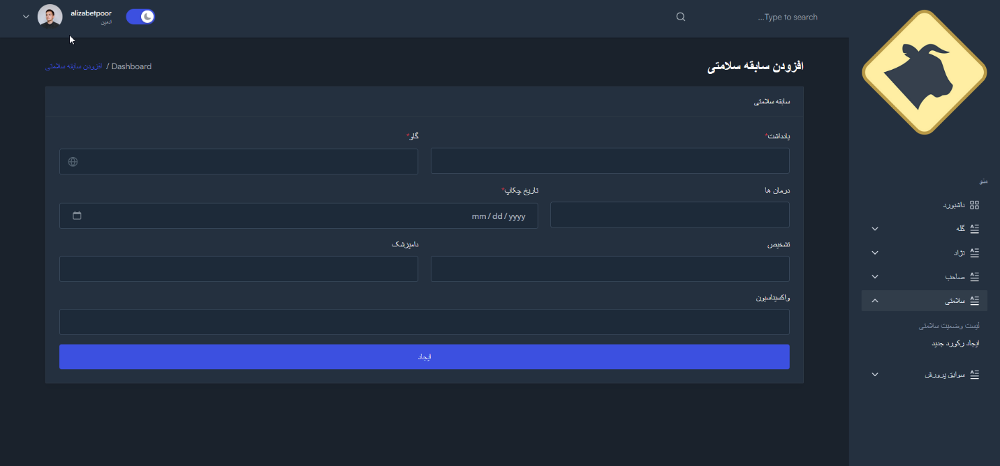 alizabetpoor
ادمین
Type to search...
افزودن سابقه سلامتی
Dashboard / افزودن سابقه سلامتی
سابقه سلامتی
یادداشت*
گاو*
درمان ها
تاریخ چکاپ*
mm/dd/yyyy
تشخیص
دامپزشک
واکسیناسیون
ایجاد
منو
داشبورد
گله
نژاد
صاحب
سلامتی
لیست وضعیت سلامتی
ایجاد رکورد جدید
سوابق پرورش